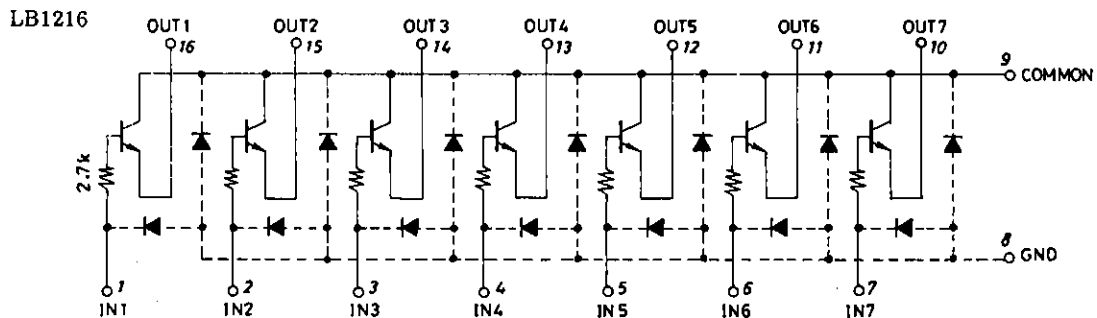 LB1216
OUT1 OUT2 OUT3 OUT4 OUT5 OUT6 OUT7
16 15 14 13 12 11 10
9
COMMON
2.7k
8
GND
1 2 3 4 5 6 7
IN1 IN2 IN3 IN4 IN5 IN6 IN7